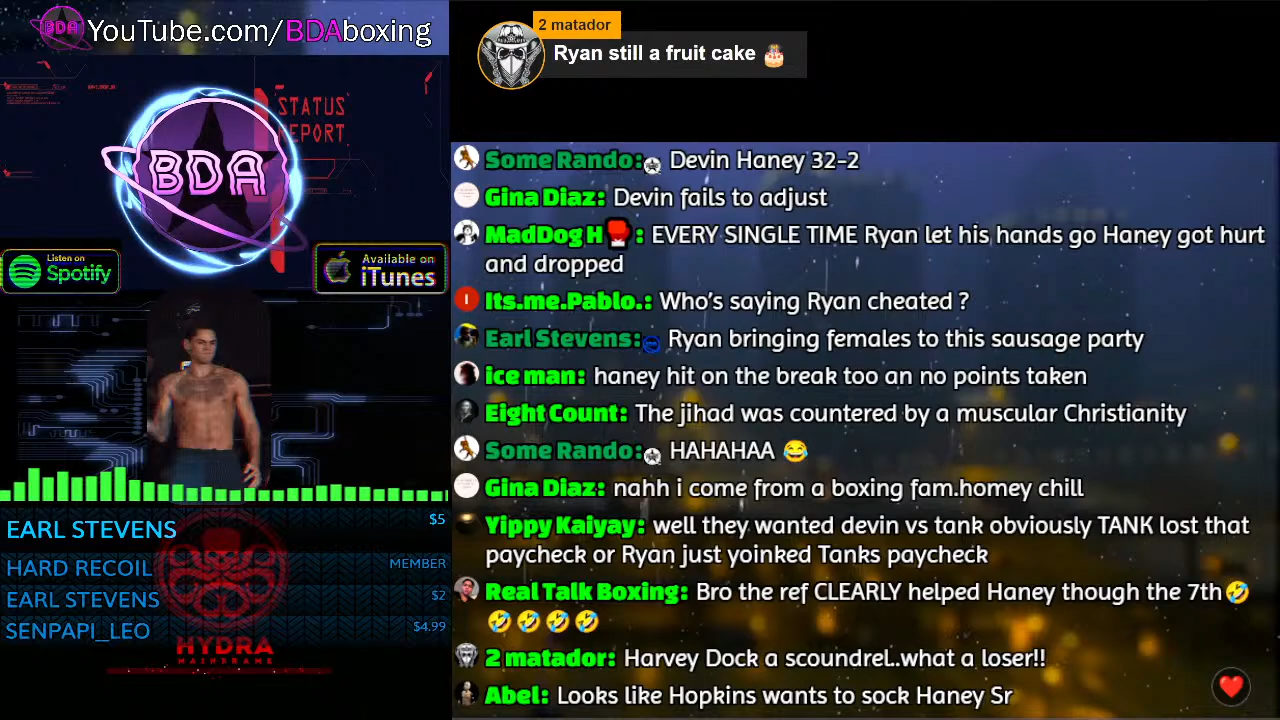 YouTube.com/BDAboxing
BDA
STATUS
REPORT
BDA
Listen on
Spotify
Available on
iTunes
EARL STEVENS $5
HARD RECOIL MEMBER
EARL STEVENS $2
SENPAPI_LEO $4.99
HYDRA
MAINFRAME
2 matador
Ryan still a fruit cake 🎂
Some Rando: Devin Haney 32-2
Gina Diaz: Devin fails to adjust
MadDog H🥊: EVERY SINGLE TIME Ryan let his hands go Haney got hurt
and dropped
I
Its.me.Pablo.: Who's saying Ryan cheated ?
Earl Stevens: Ryan bringing females to this sausage party
ice man: haney hit on the break too an no points taken
Eight Count: The jihad was countered by a muscular Christianity
Some Rando: HAHAHAA 😂
Gina Diaz: nahh i come from a boxing fam.homey chill
Yippy Kaiyay: well they wanted devin vs tank obviously TANK lost that
paycheck or Ryan just yoinked Tanks paycheck
Real Talk Boxing: Bro the ref CLEARLY helped Haney though the 7th🤣
🤣🤣🤣🤣
2 matador: Harvey Dock a scoundrel..what a loser!!
Abel: Looks like Hopkins wants to sock Haney Sr